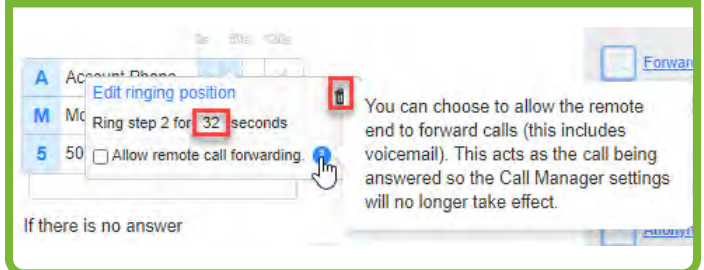 A Account Phone
Edit ringing position
M
Ring step 2 for 32 seconds
5 50
Allow remote call forwarding.
You can choose to allow the remote
end to forward calls (this includes
voicemail). This acts as the call being
answered so the Call Manager settings
will no longer take effect.
If there is no answer